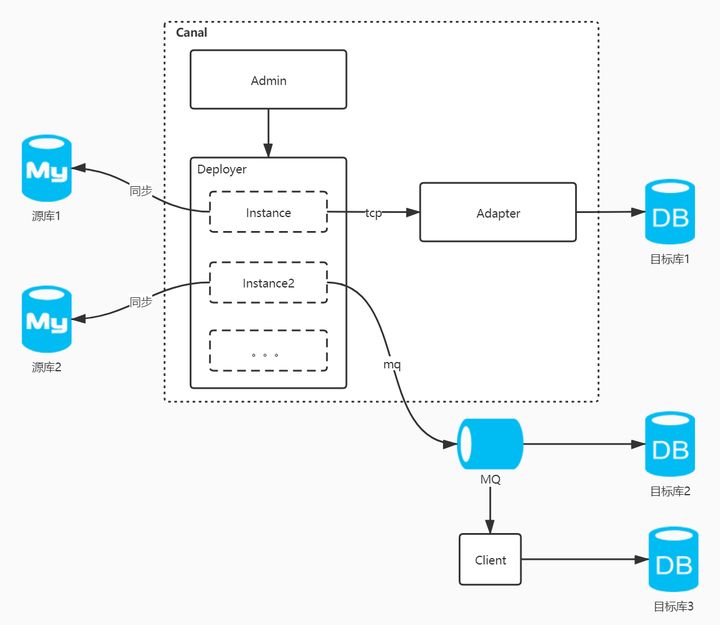 Canal
Admin
Deployer
My
源库1
同步
Instance
tcp
Adapter
DB
目标库1
My
源库2
同步
Instance2
。。。
mq
MQ
DB
目标库2
Client
DB
目标库3